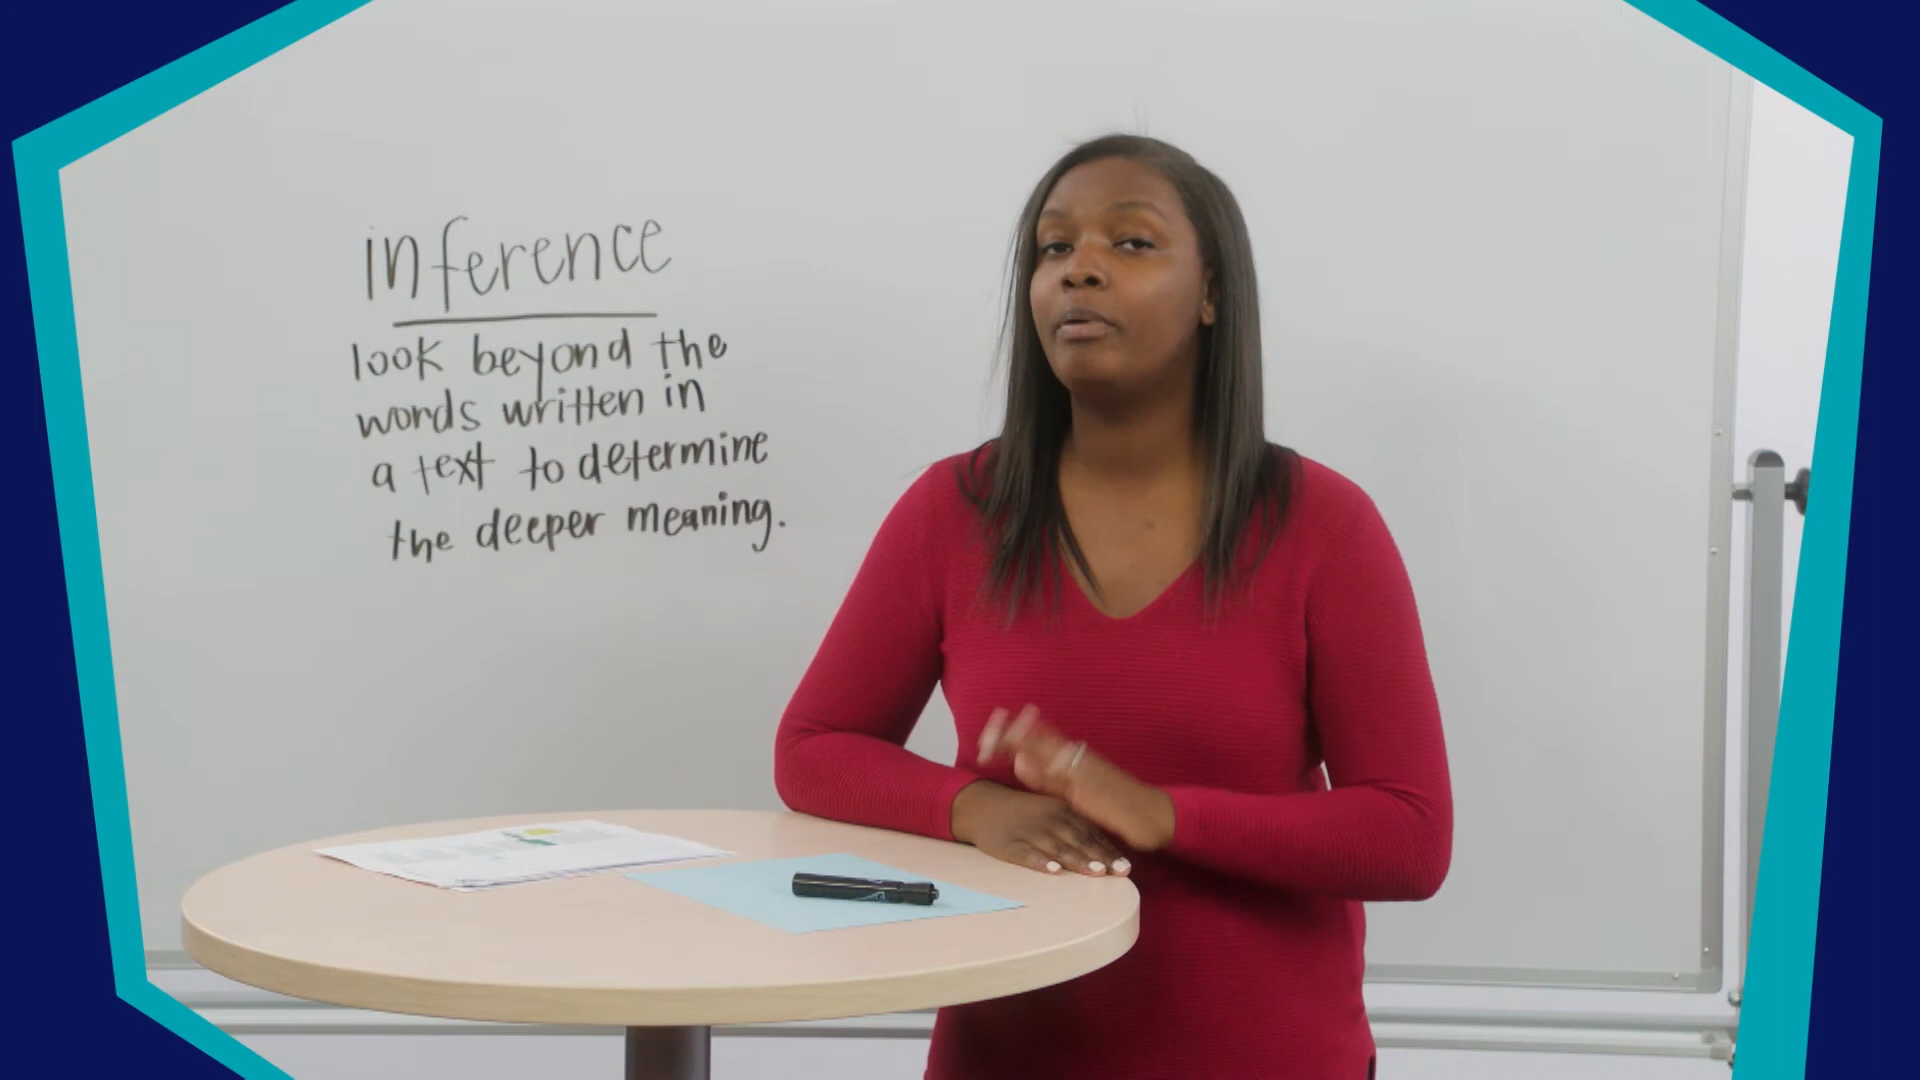 inference
look beyond the
words written in
a text to determine
the deeper meaning.